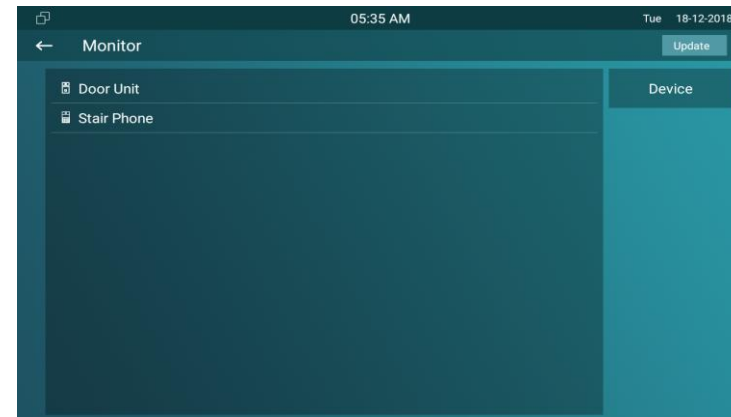 05:35 AM Tue 18-12-2018
← Monitor Update
Door Unit
Device
Stair Phone